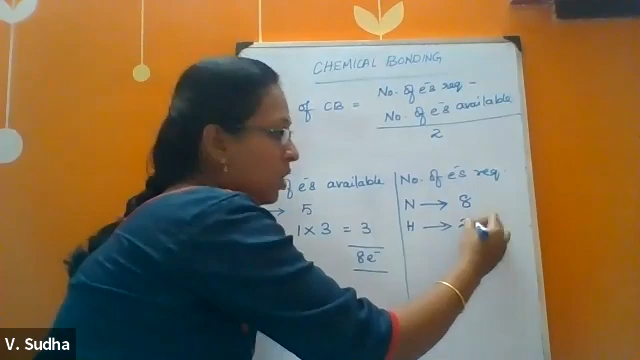 CHEMICAL BONDING
of CB = No. of e⁻s req -
No. of e⁻s available
2
of e⁻s available
→ 5
1 × 3 = 3
8e⁻
No. of e⁻s req.
N → 8
H → 2
V. Sudha